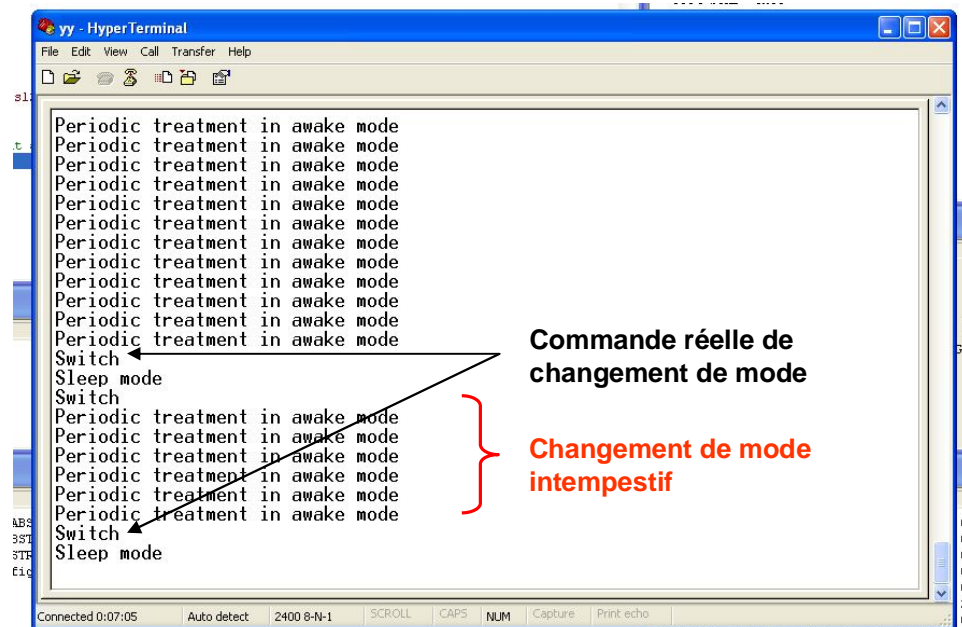 yy - HyperTerminal
File Edit View Call Transfer Help
Periodic treatment in awake mode
Periodic treatment in awake mode
Periodic treatment in awake mode
Periodic treatment in awake mode
Periodic treatment in awake mode
Periodic treatment in awake mode
Periodic treatment in awake mode
Periodic treatment in awake mode
Periodic treatment in awake mode
Periodic treatment in awake mode
Periodic treatment in awake mode
Periodic treatment in awake mode
Switch
Sleep mode
Switch
Periodic treatment in awake mode
Periodic treatment in awake mode
Periodic treatment in awake mode
Periodic treatment in awake mode
Periodic treatment in awake mode
Periodic treatment in awake mode
Switch
Sleep mode
Commande réelle de
changement de mode
Changement de mode
intempestif
Connected 0:07:05 Auto detect 2400 8-N-1 SCROLL CAPS NUM Capture Print echo